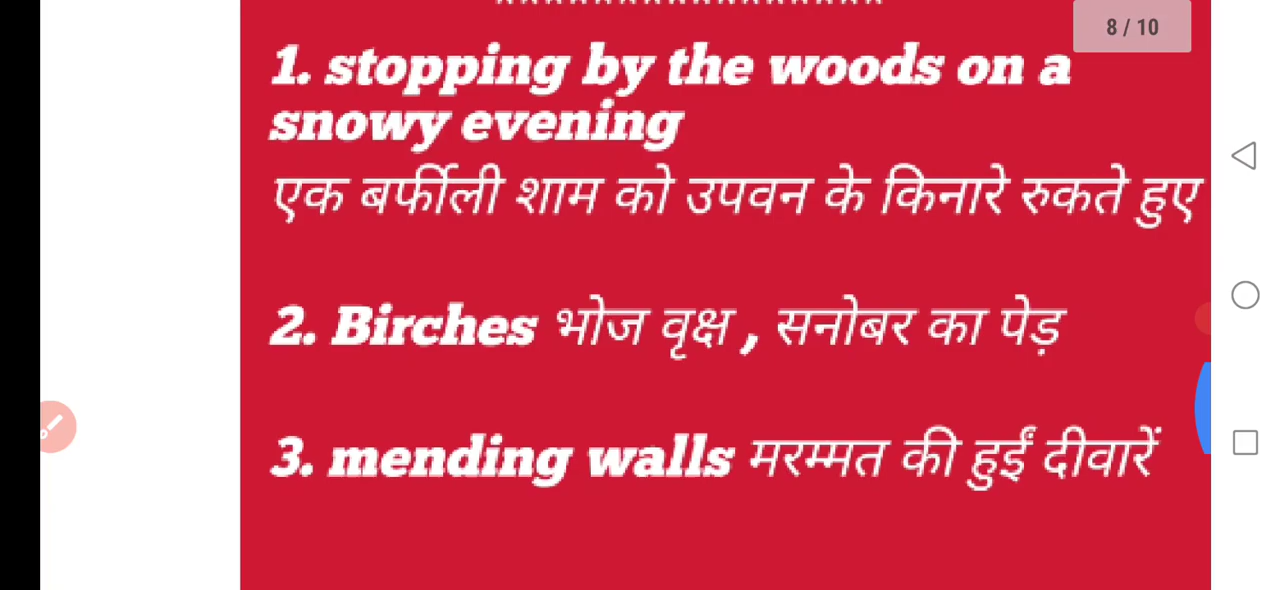 8 / 10
1. stopping by the woods on a
snowy evening
एक बर्फीली शाम को उपवन के किनारे रुकते हुए
2. Birches भोज वृक्ष , सनोबर का पेड़
3. mending walls मरम्मत की हुईं दीवारें